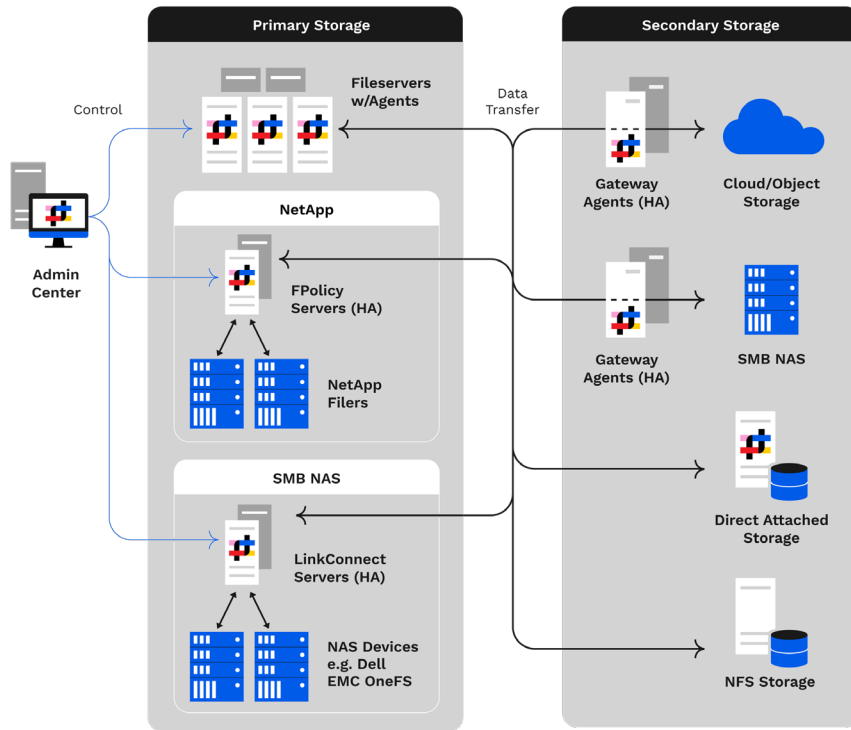 Primary Storage
Secondary Storage
Control
Fileservers
w/Agents
Data
Transfer
Gateway
Agents (HA)
Cloud/Object
Storage
Admin
Center
NetApp
FPolicy
Servers (HA)
NetApp
Filers
Gateway
Agents (HA)
SMB NAS
SMB NAS
LinkConnect
Servers (HA)
NAS Devices
e.g. Dell
EMC OneFS
Direct Attached
Storage
NFS Storage